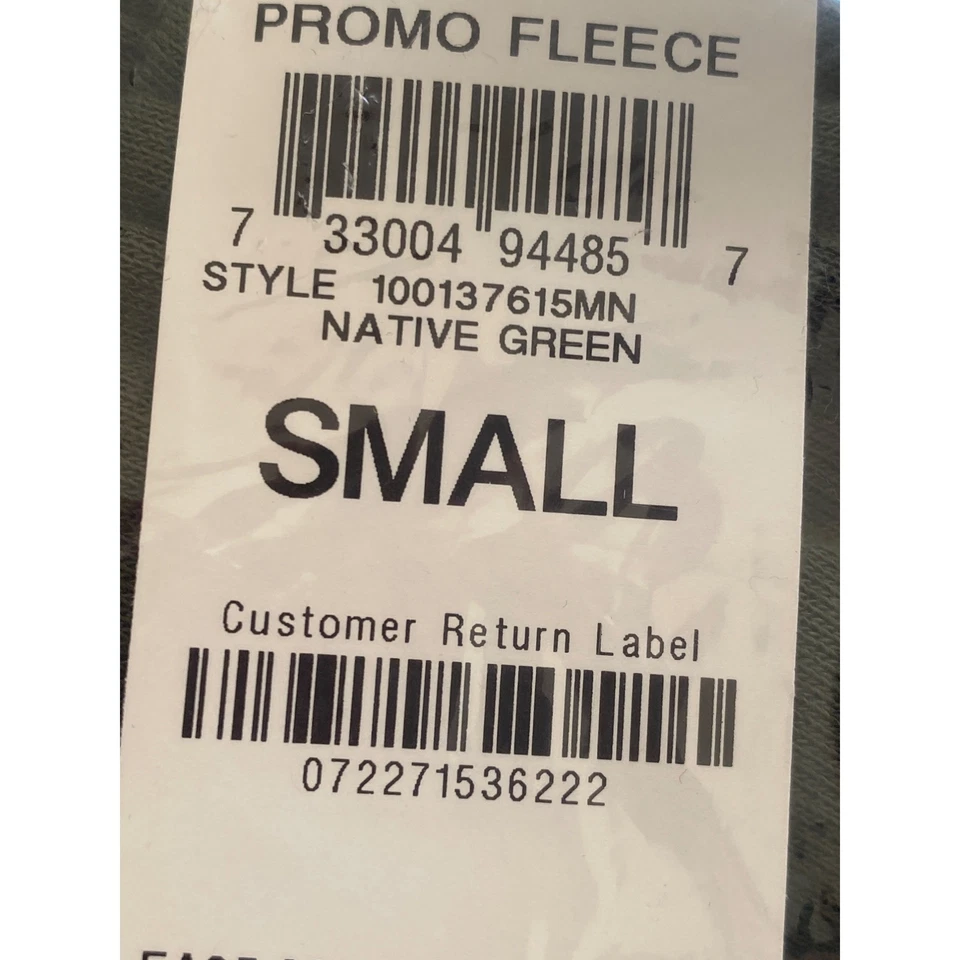 PROMO FLEECE
7 33004 94485 7
STYLE 100137615MN
NATIVE GREEN
SMALL
Customer Return Label
072271536222